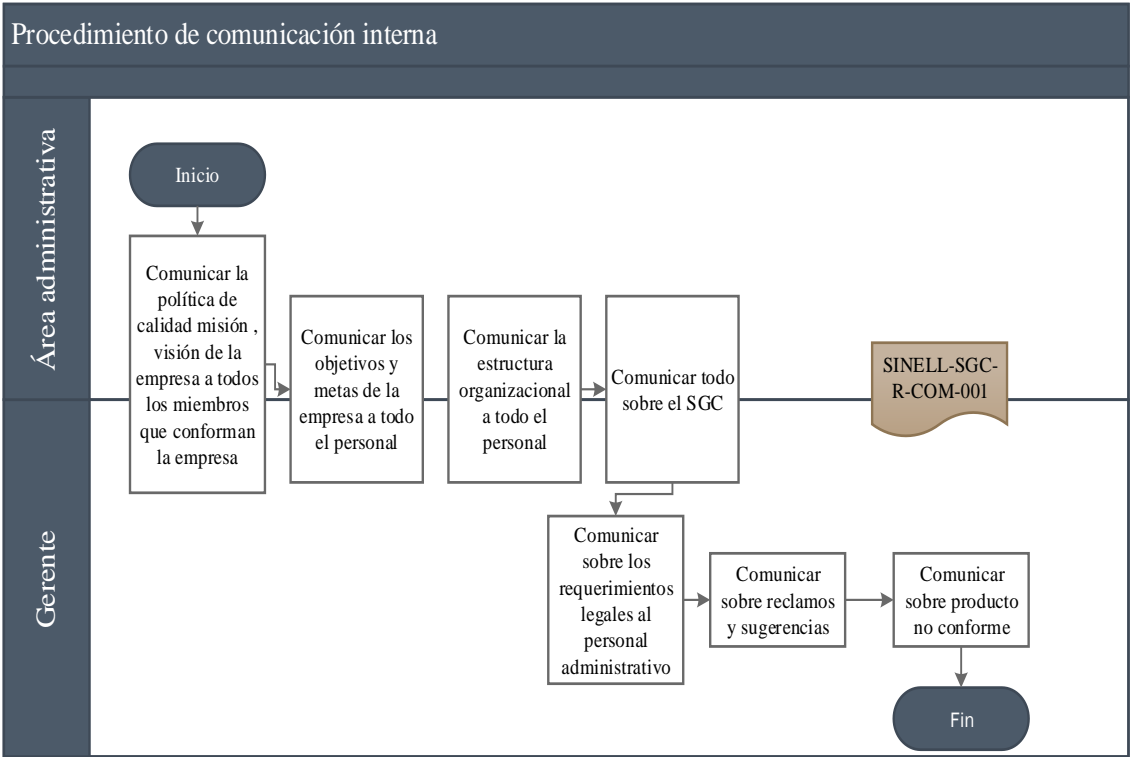 Procedimiento de comunicación interna
Área administrativa
Inicio
Comunicar la
política de
calidad misión ,
visión de la
empresa a todos
los miembros
que conforman
la empresa
Comunicar los
objetivos y
metas de la
empresa a todo
el personal
Comunicar la
estructura
organizacional
a todo el
personal
Comunicar todo
sobre el SGC
SINELL-SGC-
R-COM-001
Gerente
Comunicar
sobre los
requerimientos
legales al
personal
administrativo
Comunicar
sobre reclamos
y sugerencias
Comunicar
sobre producto
no conforme
Fin